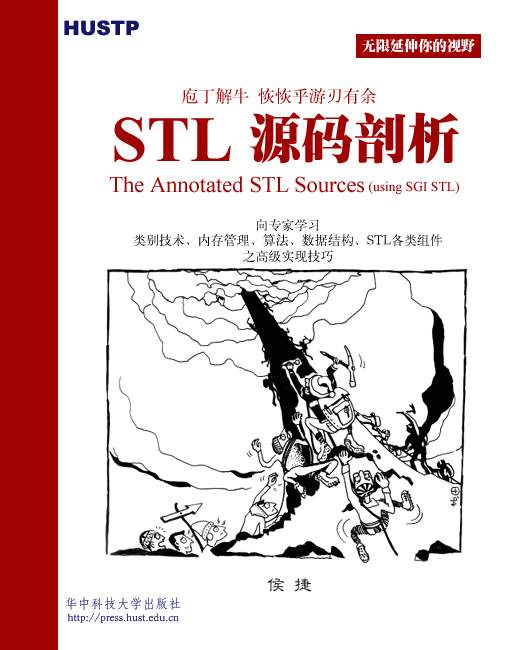 HUSTP
无限延伸你的视野
庖丁解牛 恢恢乎游刃有余
STL 源码剖析
The Annotated STL Sources (using SGI STL)
向专家学习
类别技术、内存管理、算法、数据结构、STL各类组件
之高级实现技巧
侯 捷
华中科技大学出版社
http://press.hust.edu.cn